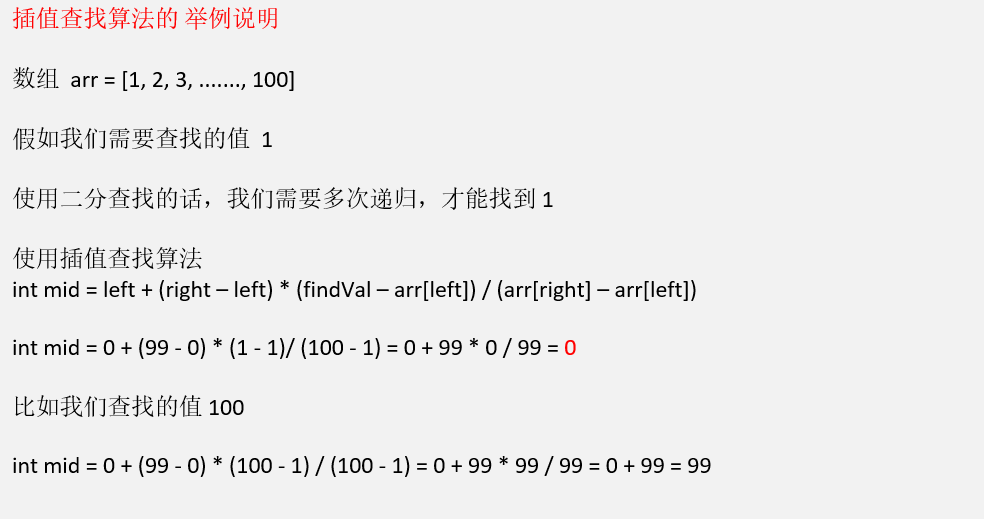 插值查找算法的 举例说明
数组 arr = [1, 2, 3, ......., 100]
假如我们需要查找的值 1
使用二分查找的话，我们需要多次递归，才能找到 1
使用插值查找算法
int mid = left + (right – left) * (findVal – arr[left]) / (arr[right] – arr[left])
int mid = 0 + (99 - 0) * (1 - 1)/ (100 - 1) = 0 + 99 * 0 / 99 = 0
比如我们查找的值 100
int mid = 0 + (99 - 0) * (100 - 1) / (100 - 1) = 0 + 99 * 99 / 99 = 0 + 99 = 99